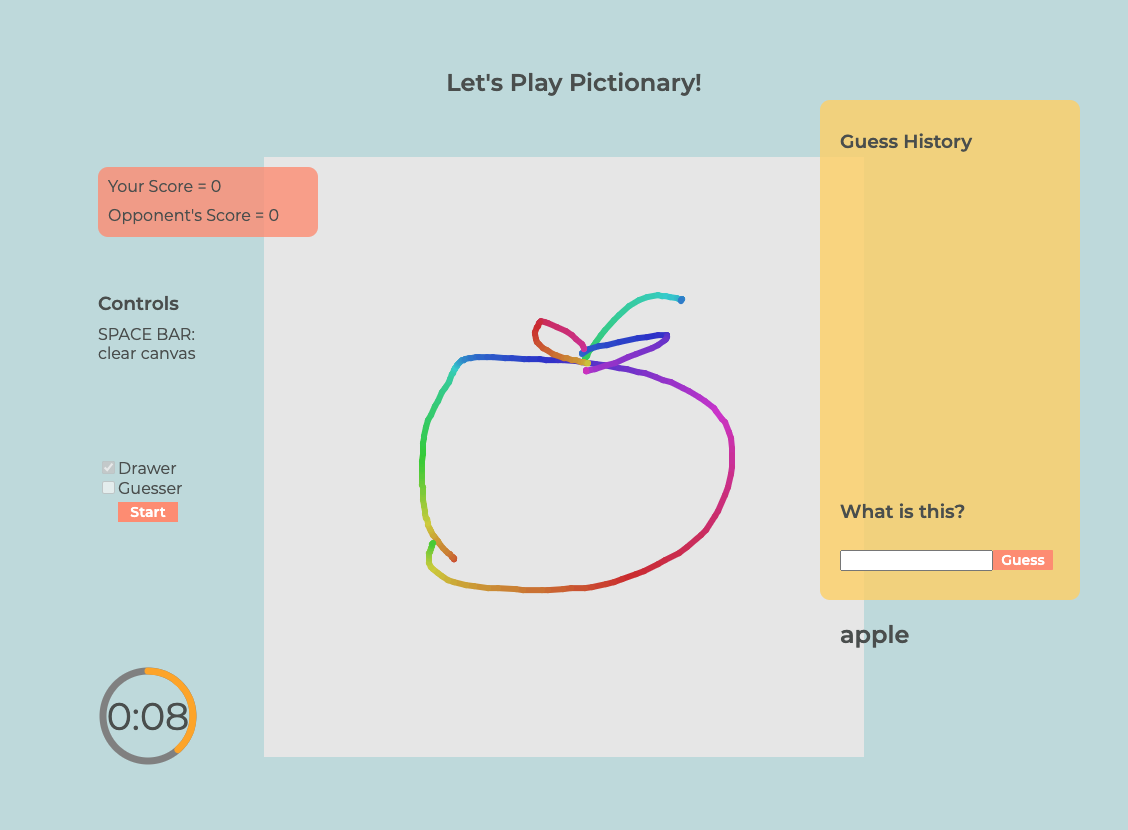 Let's Play Pictionary!
Your Score = 0
Opponent's Score = 0
Controls
SPACE BAR:
clear canvas
Drawer
Guesser
Start
0:08
Guess History
What is this?
Guess
apple